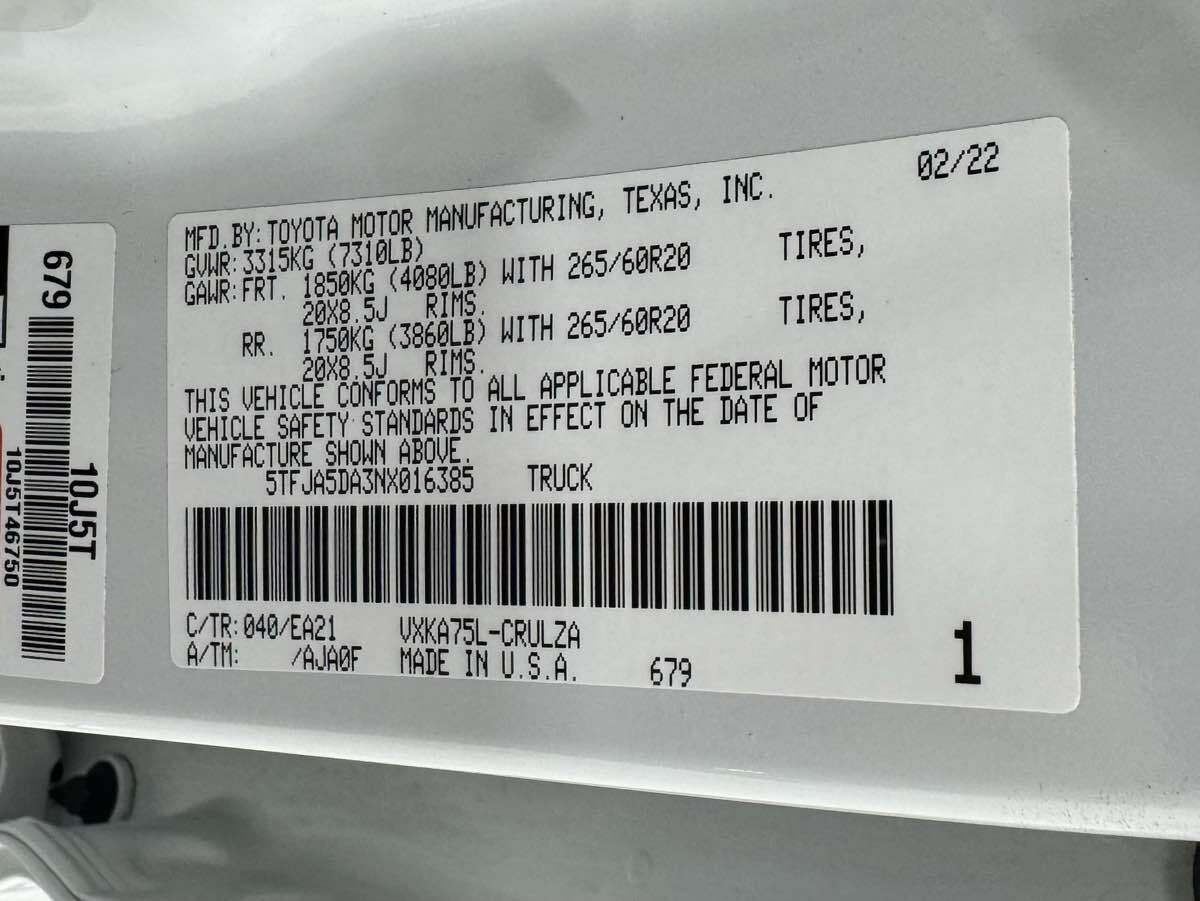 MFD.BY:TOYOTA MOTOR MANUFACTURING, TEXAS, INC. 02/22
GVWR:3315KG (7310LB)
GAWR:FRT. 1850KG (4080LB) WITH 265/60R20 TIRES,
20X8.5J RIMS.
RR. 1750KG (3860LB) WITH 265/60R20 TIRES,
20X8.5J RIMS.
THIS VEHICLE CONFORMS TO ALL APPLICABLE FEDERAL MOTOR
VEHICLE SAFETY STANDARDS IN EFFECT ON THE DATE OF
MANUFACTURE SHOWN ABOVE.
5TFJA5DA3NX016385 TRUCK
C/TR:040/EA21 VXKA75L-CRULZA
A/TM: /AJA0F MADE IN U.S.A. 679
1
679
10J5T
10J5T46750